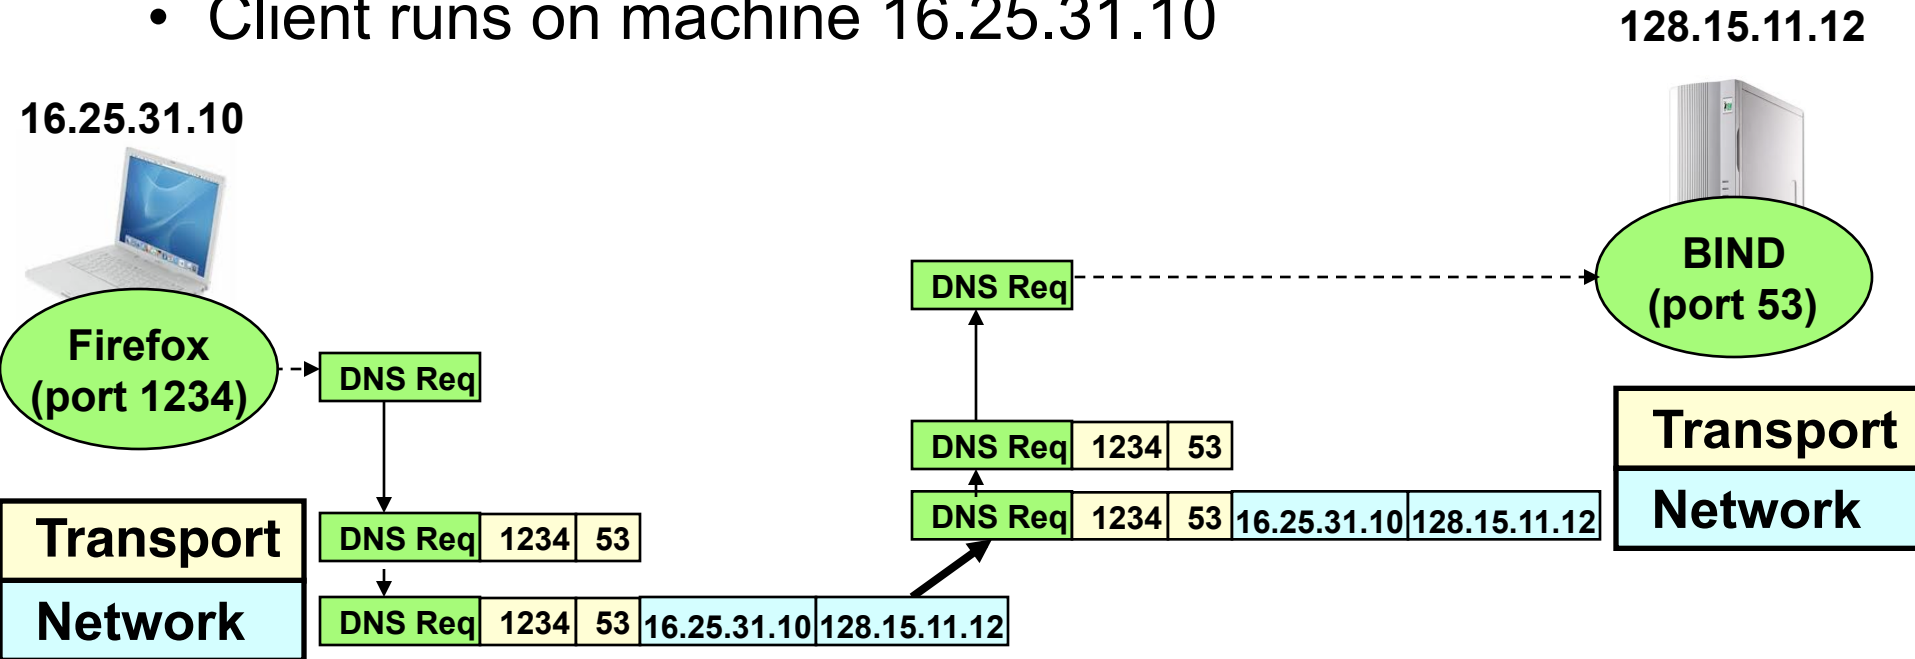 • Client runs on machine 16.25.31.10
128.15.11.12
16.25.31.10
Firefox
(port 1234)
DNS Req
DNS Req
BIND
(port 53)
DNS Req 1234 53
DNS Req 1234 53 16.25.31.10 128.15.11.12
Transport
Network
Transport
Network
DNS Req 1234 53
DNS Req 1234 53 16.25.31.10 128.15.11.12